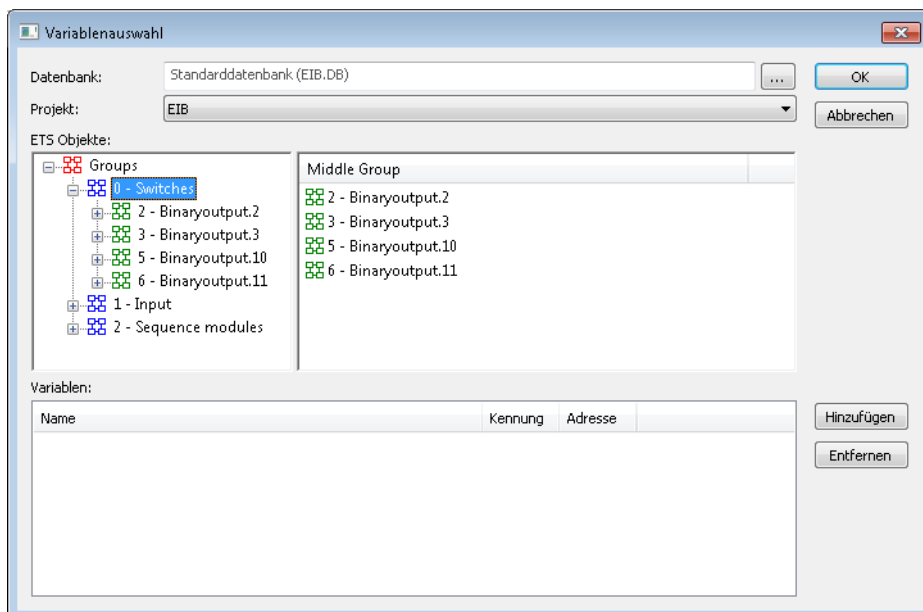 Variablenauswahl
Datenbank: Standarddatenbank (EIB.DB) ... OK
Projekt: EIB Abbrechen
ETS Objekte:
Groups
0 - Switches
2 - Binaryoutput.2
3 - Binaryoutput.3
5 - Binaryoutput.10
6 - Binaryoutput.11
1 - Input
2 - Sequence modules
Middle Group
2 - Binaryoutput.2
3 - Binaryoutput.3
5 - Binaryoutput.10
6 - Binaryoutput.11
Variablen:
Name Kennung Adresse
Hinzufügen
Entfernen